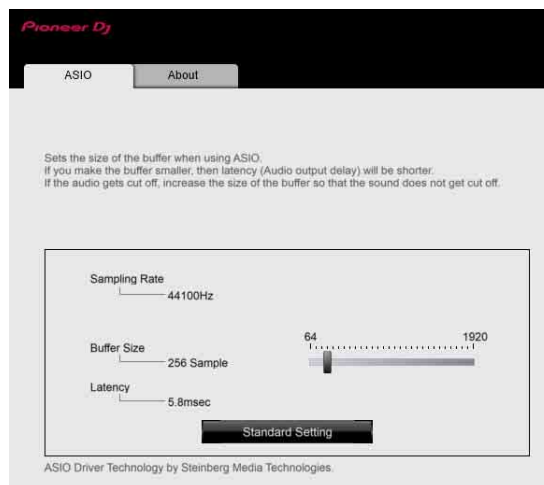 Pioneer Dj
ASIO
About
Sets the size of the buffer when using ASIO.
If you make the buffer smaller, then latency (Audio output delay) will be shorter.
If the audio gets cut off, increase the size of the buffer so that the sound does not get cut off.
Sampling Rate
44100Hz
Buffer Size
256 Sample
64
1920
Latency
5.8msec
Standard Setting
ASIO Driver Technology by Steinberg Media Technologies.